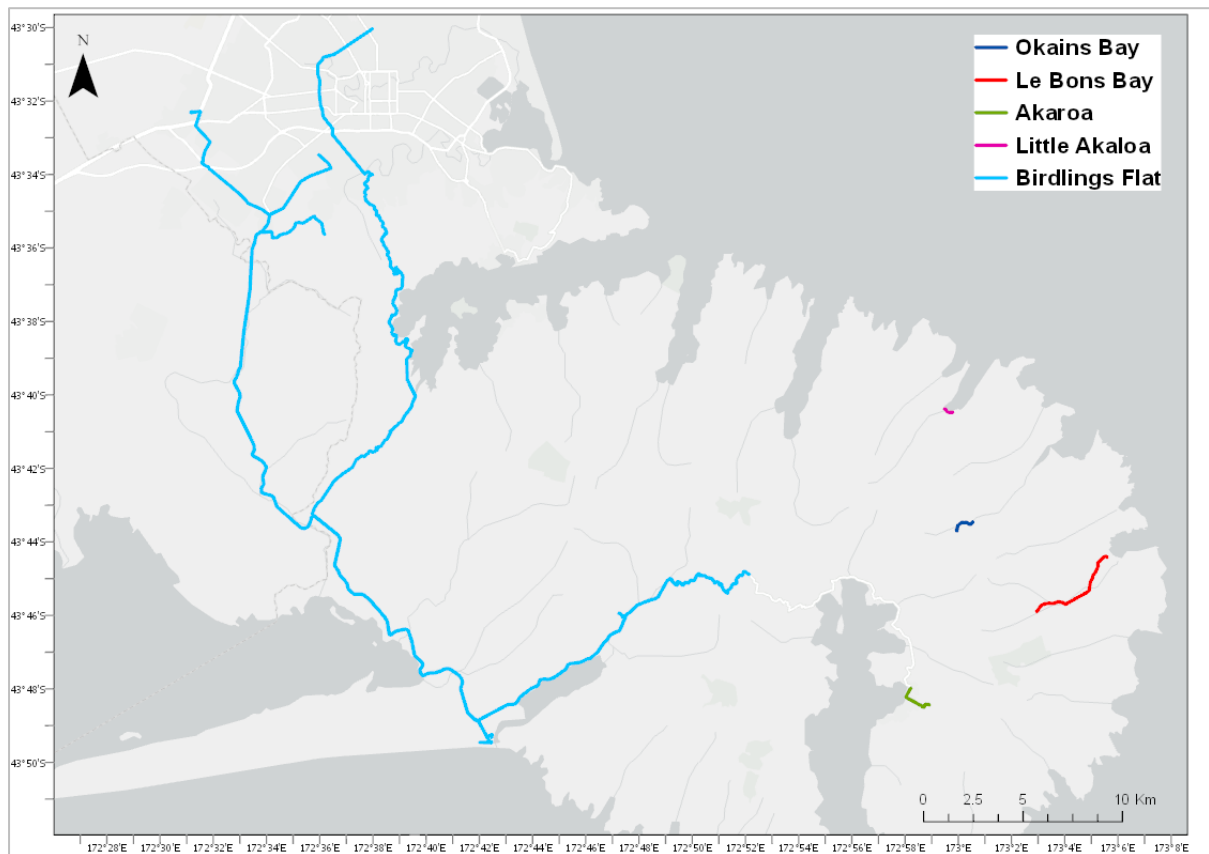 N
Okains Bay
Le Bons Bay
Akaroa
Little Akaloa
Birdlings Flat
43°30'S
43°32'S
43°34'S
43°36'S
43°38'S
43°40'S
43°42'S
43°44'S
43°46'S
43°48'S
43°50'S
0 2.5 5 10 Km
172°28'E 172°30'E 172°32'E 172°34'E 172°36'E 172°38'E 172°40'E 172°42'E 172°44'E 172°46'E 172°48'E 172°50'E 172°52'E 172°54'E 172°56'E 172°58'E 173°0'E 173°2'E 173°4'E 173°6'E 173°8'E